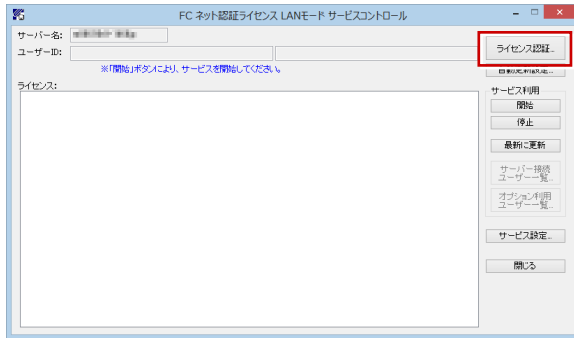 FC ネット認証ライセンス LANモード サービスコントロール
サーバー名:
ライセンス認証...
ユーザーID:
※「開始」ボタンにより、サービスを開始してください。
自動更新設定...
ライセンス:
サービス利用
開始
停止
最新に更新
サーバー接続
ユーザー一覧...
オプション利用
ユーザー一覧...
サービス設定...
閉じる